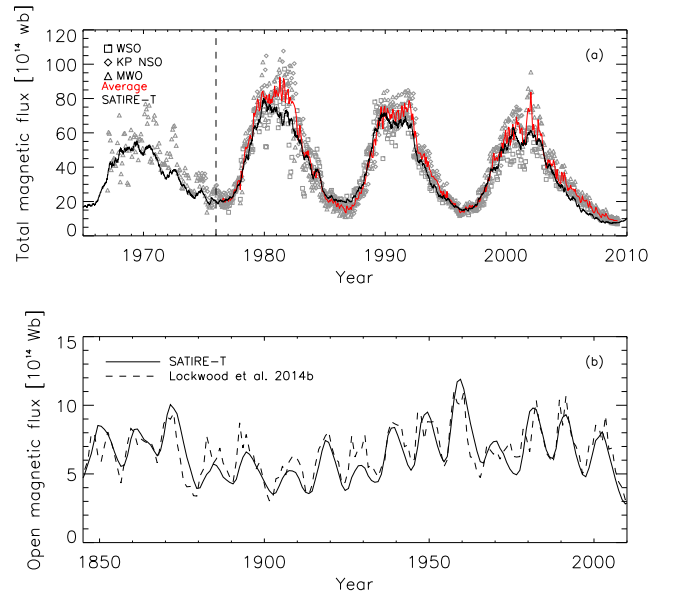 Total magnetic flux [10¹⁴ wb]
120
100
80
60
40
20
0
WSO
KP NSO
MWO
Average
SATIRE–T
(a)
1970 1980 1990 2000 2010
Year
Open magnetic flux [10¹⁴ Wb]
15
10
5
0
SATIRE–T
Lockwood et al. 2014b
(b)
1850 1900 1950 2000
Year